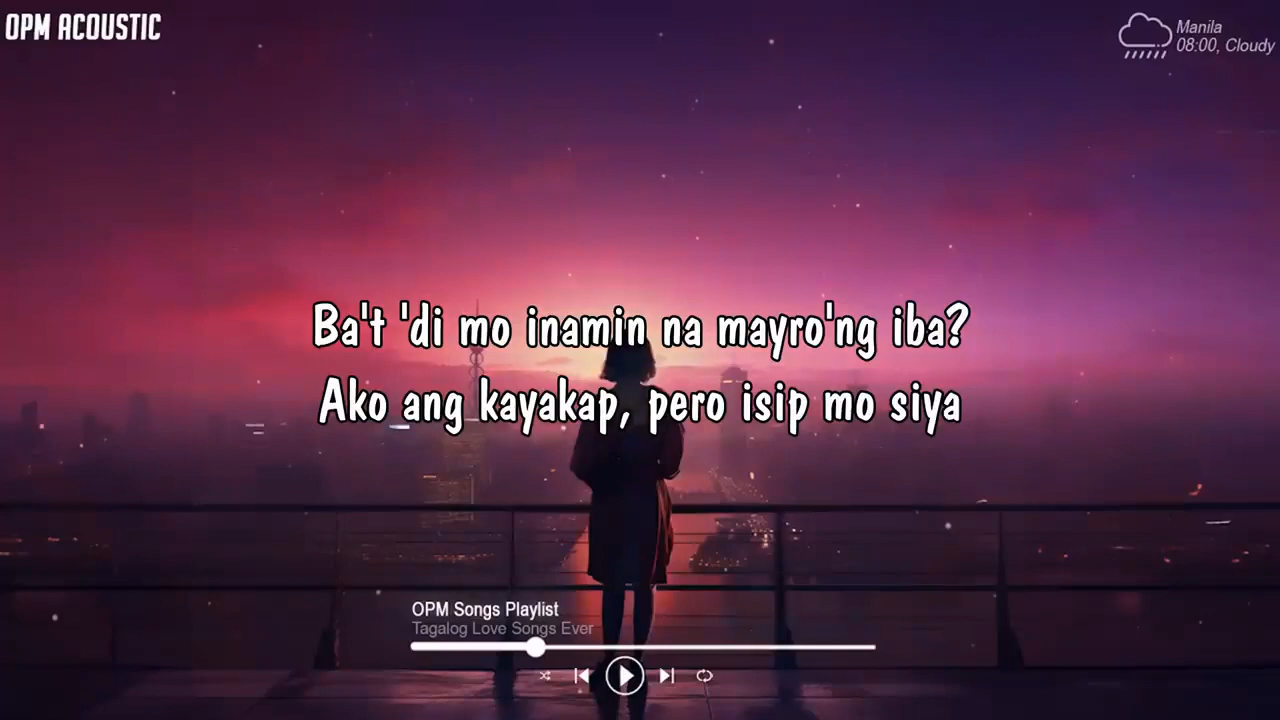 OPM ACOUSTIC
Manila
08:00, Cloudy
Ba't 'di mo inamin na mayro'ng iba?
Ako ang kayakap, pero isip mo siya
OPM Songs Playlist
Tagalog Love Songs Ever